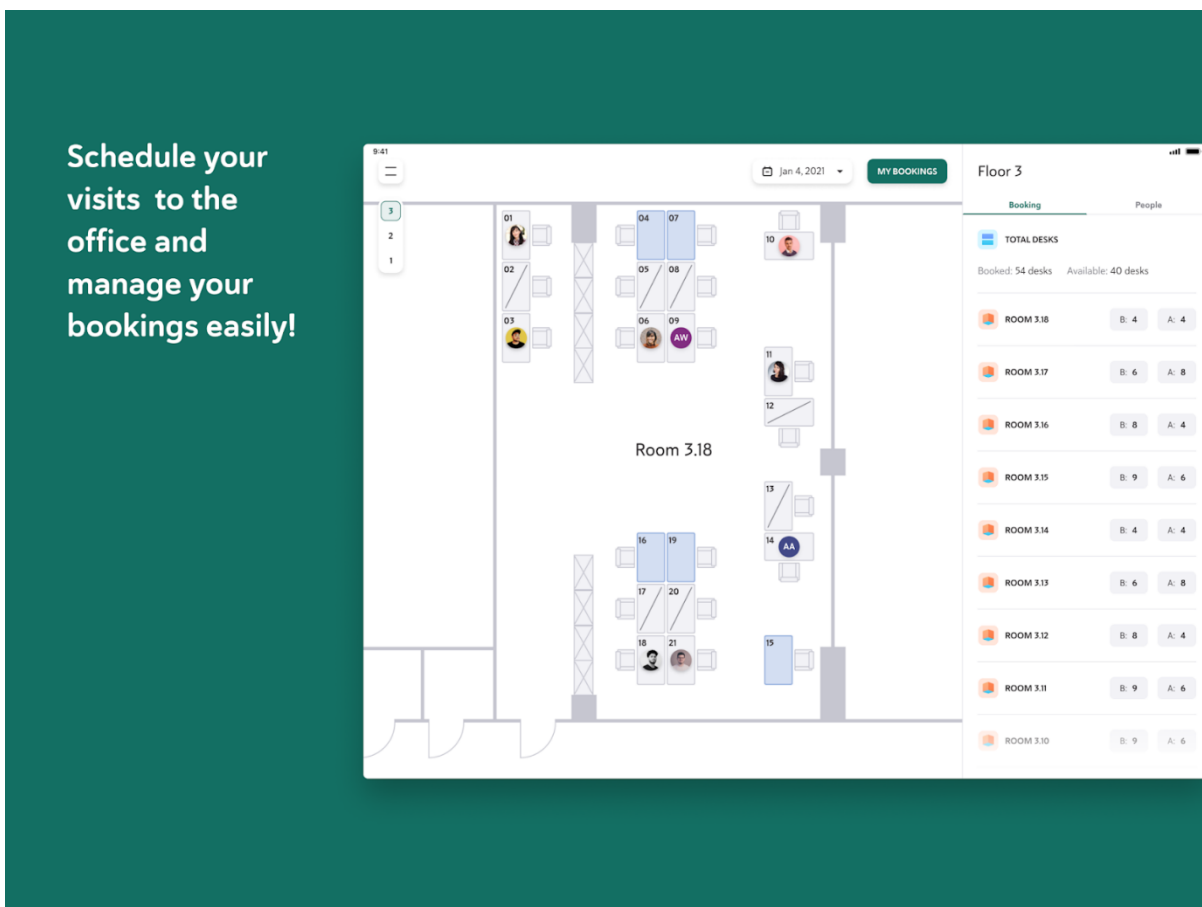 Schedule your
visits to the
office and
manage your
bookings easily!
9:41
Jan 4, 2021
MY BOOKINGS
3
2
1
01
02
03
04 07
05 08
06 09
AW
10
11
12
Room 3.18
13
14
AA
15
16 19
17 20
18 21
Floor 3
Booking People
TOTAL DESKS
Booked: 54 desks Available: 40 desks
ROOM 3.18 B: 4 A: 4
ROOM 3.17 B: 6 A: 8
ROOM 3.16 B: 8 A: 4
ROOM 3.15 B: 9 A: 6
ROOM 3.14 B: 4 A: 4
ROOM 3.13 B: 6 A: 8
ROOM 3.12 B: 8 A: 4
ROOM 3.11 B: 9 A: 6
ROOM 3.10 B: 9 A: 6